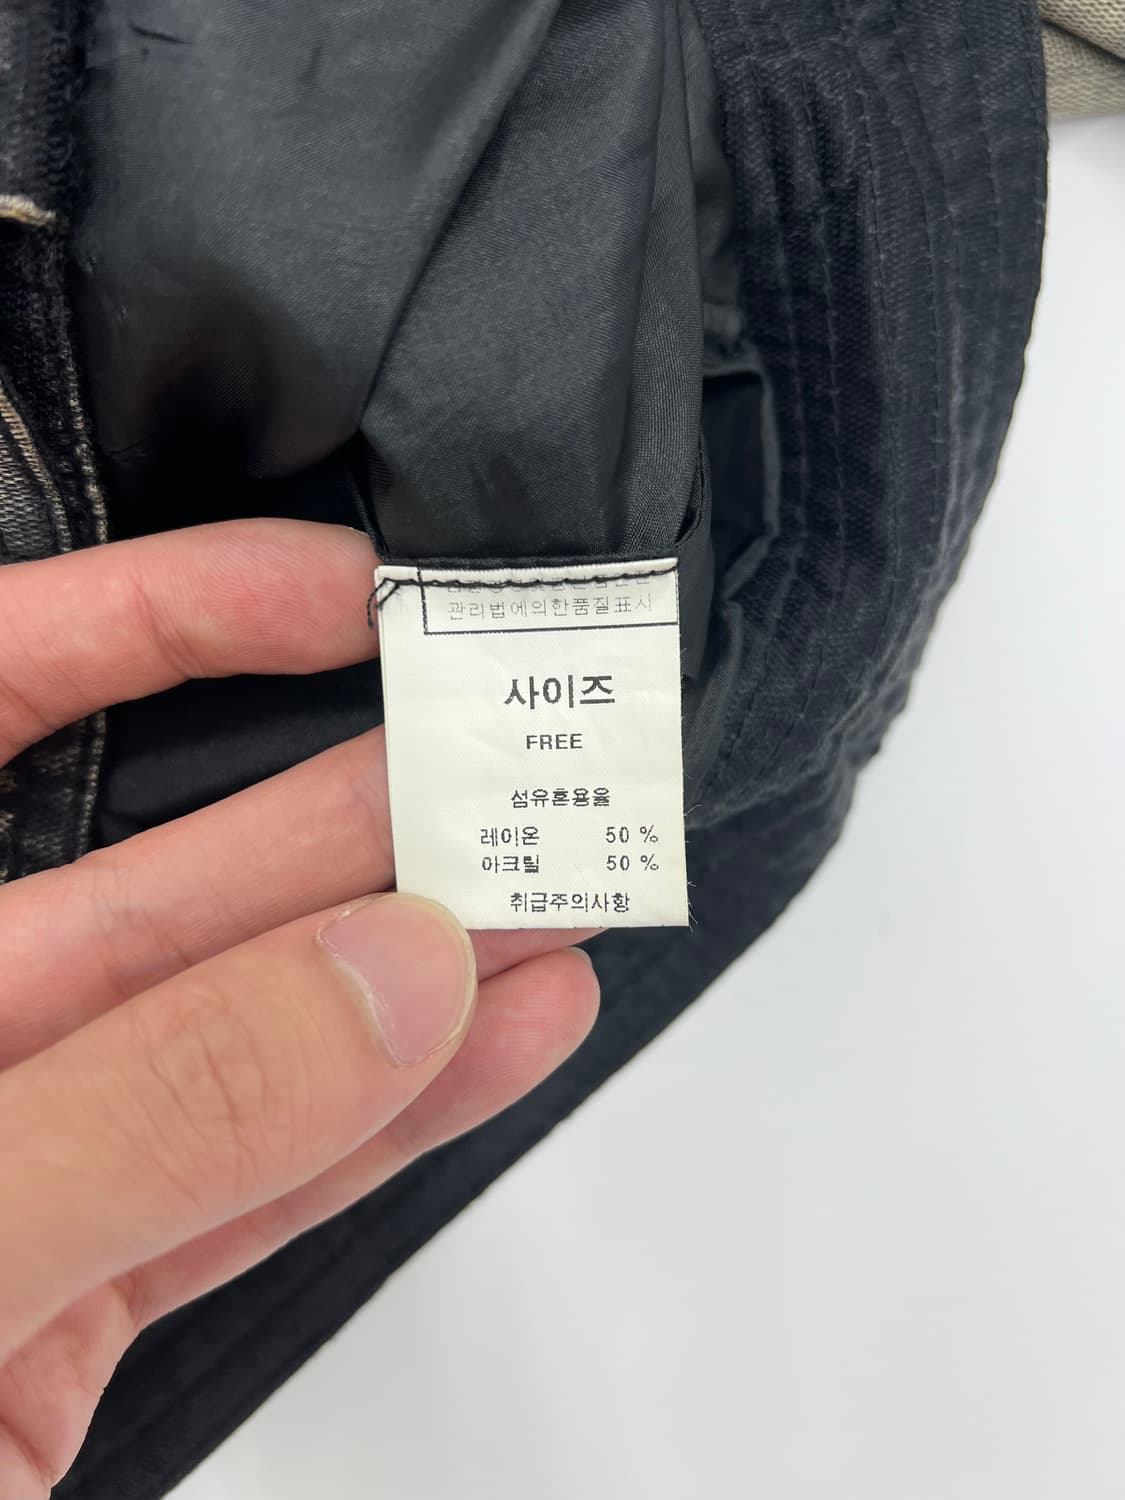 관리법에의한품질표시
사이즈
FREE
섬유혼용율
레이온 50 %
아크릴 50 %
취급주의사항